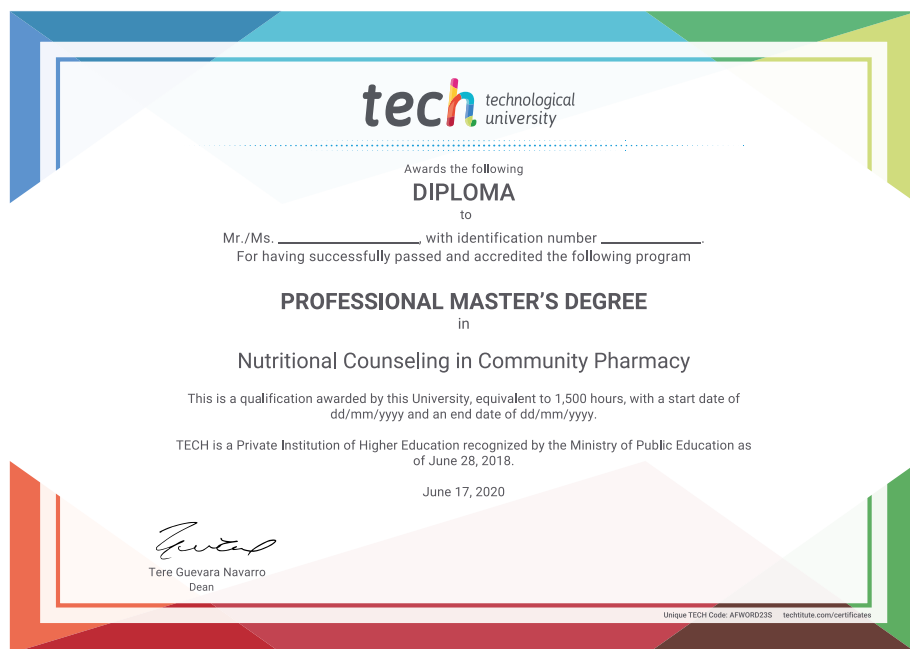 tech technological
university
Awards the following
DIPLOMA
to
Mr./Ms. ____________________, with identification number ______________.
For having successfully passed and accredited the following program
PROFESSIONAL MASTER'S DEGREE
in
Nutritional Counseling in Community Pharmacy
This is a qualification awarded by this University, equivalent to 1,500 hours, with a start date of
dd/mm/yyyy and an end date of dd/mm/yyyy.
TECH is a Private Institution of Higher Education recognized by the Ministry of Public Education as
of June 28, 2018.
June 17, 2020
Tere Guevara Navarro
Dean
Unique TECH Code: AFWORD23S techtitute.com/certificates